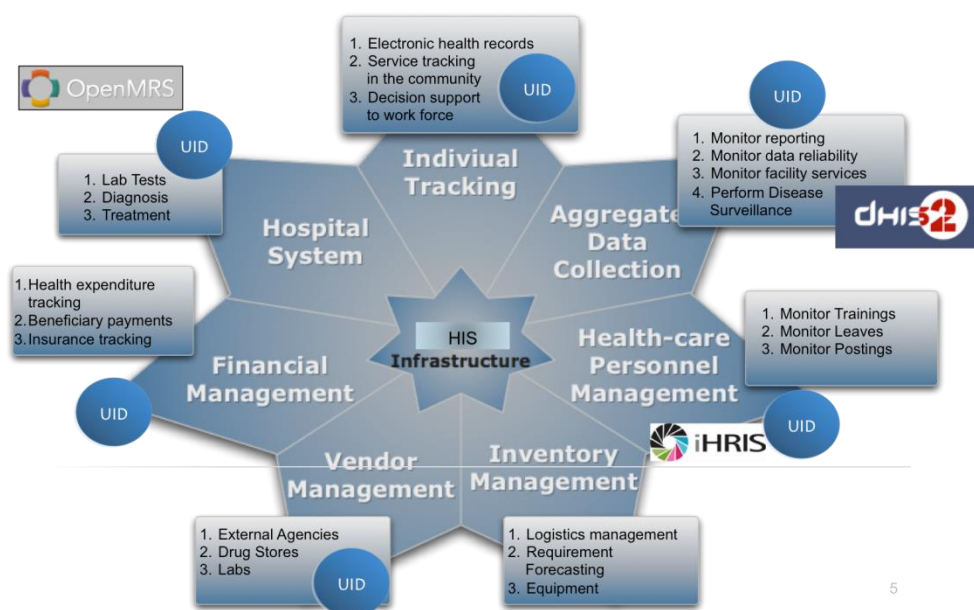 1. Electronic health records
2. Service tracking
in the community
3. Decision support
to work force
UID
OpenMRS
UID
1. Lab Tests
2. Diagnosis
3. Treatment
UID
1. Monitor reporting
2. Monitor data reliability
3. Monitor facility services
4. Perform Disease
Surveillance
dHIS2
Indiviual
Tracking
Hospital
System
Aggregate
Data
Collection
1.Health expenditure
tracking
2.Beneficiary payments
3.Insurance tracking
UID
Financial
Management
HIS
Infrastructure
Health-care
Personnel
Management
1. Monitor Trainings
2. Monitor Leaves
3. Monitor Postings
UID
iHRIS
Vendor
Management
Inventory
Management
1. External Agencies
2. Drug Stores
3. Labs
UID
1. Logistics management
2. Requirement
Forecasting
3. Equipment
5